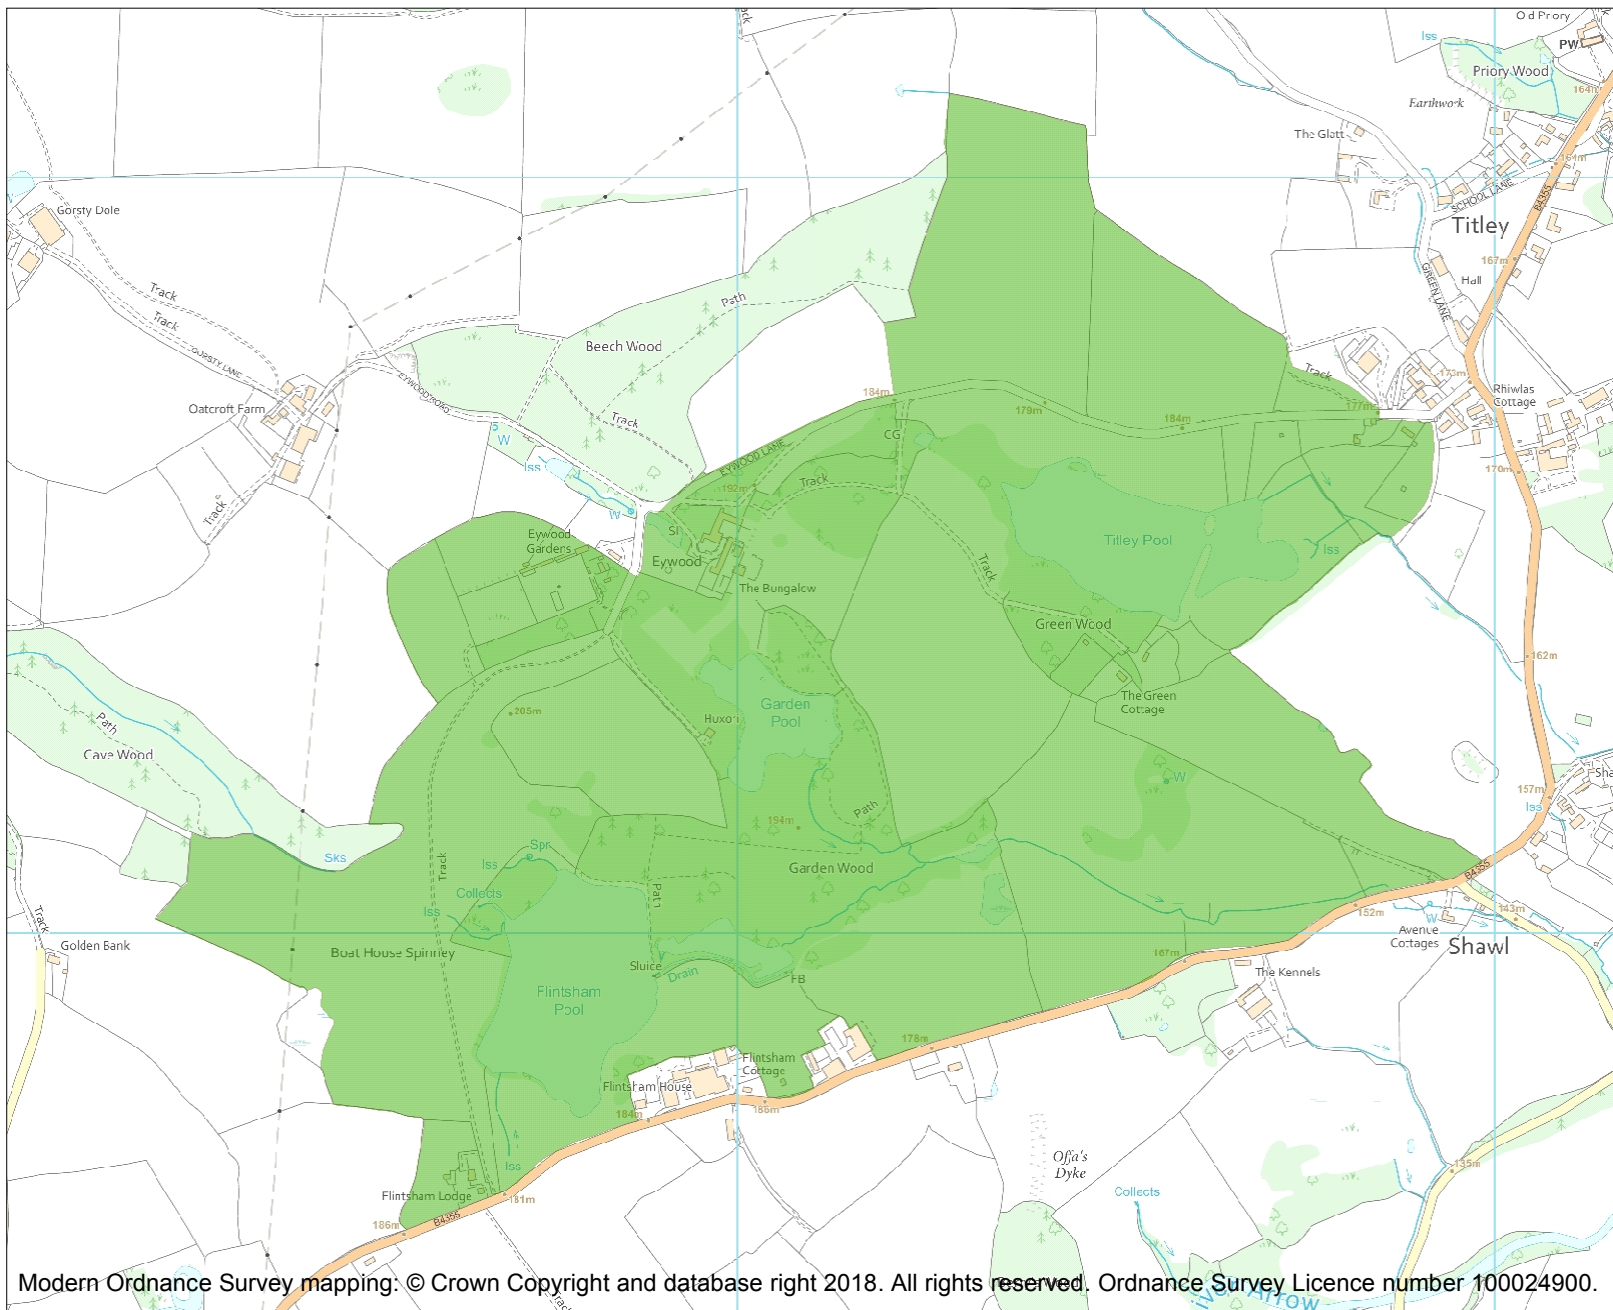 Track
Old Priory
Iss
PW
Priory Wood
164m
Earthwork
The Glatt
164m
SCHOOL LANE
B4355
Gorsty Dole
Titley
167m
Hall
GREEN LANE
Track
Track
Path
Beech Wood
GORSTY LANE
EYWOOD ROAD
Track
173m
Rhiwlas
Cottage
Oatcroft Farm
184m
179m
184m
177m
Track
CG
W
Iss
EYWOOD LANE
192m
Track
170m
Track
W
SI
Eywood
Gardens
Eywood
The Bungalow
Titley Pool
Iss
Track
Green Wood
162m
The Green
Cottage
205m
Huxon
Garden
Pool
Path
Cave Wood
W
157m
Iss
Sha
194m
Path
Sks
Spr
Iss
Track
Garden Wood
B4355
Collects
Iss
Path
152m
W
143m
Avenue
Cottages
Shawl
Track
Golden Bank
Boat House Spinney
Sluice
Drain
FB
167m
The Kennels
Flintsham
Pool
178m
Flintsham
Cottage
Flintsham House
184m
186m
Offa's
Dyke
135m
Iss
Collects
Flintsham Lodge
181m
186m
B4355
Track
Modern Ordnance Survey mapping: © Crown Copyright and database right 2018. All rights reserved. Ordnance Survey Licence number 100024900.
Arrow